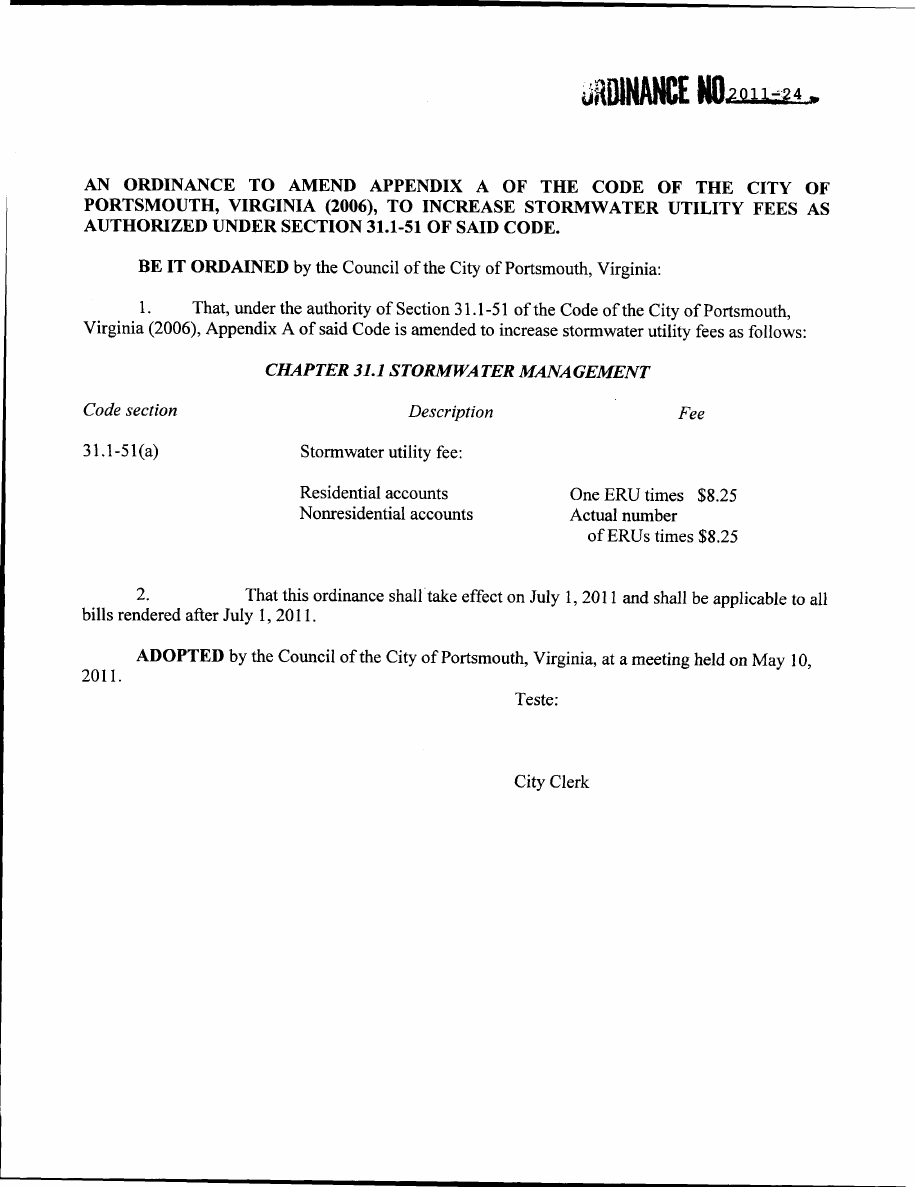 ORDINANCE NO. 2011-24
AN ORDINANCE TO AMEND APPENDIX A OF THE CODE OF THE CITY OF
PORTSMOUTH, VIRGINIA (2006), TO INCREASE STORMWATER UTILITY FEES AS
AUTHORIZED UNDER SECTION 31.1-51 OF SAID CODE.
BE IT ORDAINED by the Council of the City of Portsmouth, Virginia:
1. That, under the authority of Section 31.1-51 of the Code of the City of Portsmouth,
Virginia (2006), Appendix A of said Code is amended to increase stormwater utility fees as follows:
CHAPTER 31.1 STORMWATER MANAGEMENT
Code section Description Fee
31.1-51(a) Stormwater utility fee:
Residential accounts One ERU times $8.25
Nonresidential accounts Actual number
of ERUs times $8.25
2. That this ordinance shall take effect on July 1, 2011 and shall be applicable to all
bills rendered after July 1, 2011.
ADOPTED by the Council of the City of Portsmouth, Virginia, at a meeting held on May 10,
2011.
Teste:
City Clerk